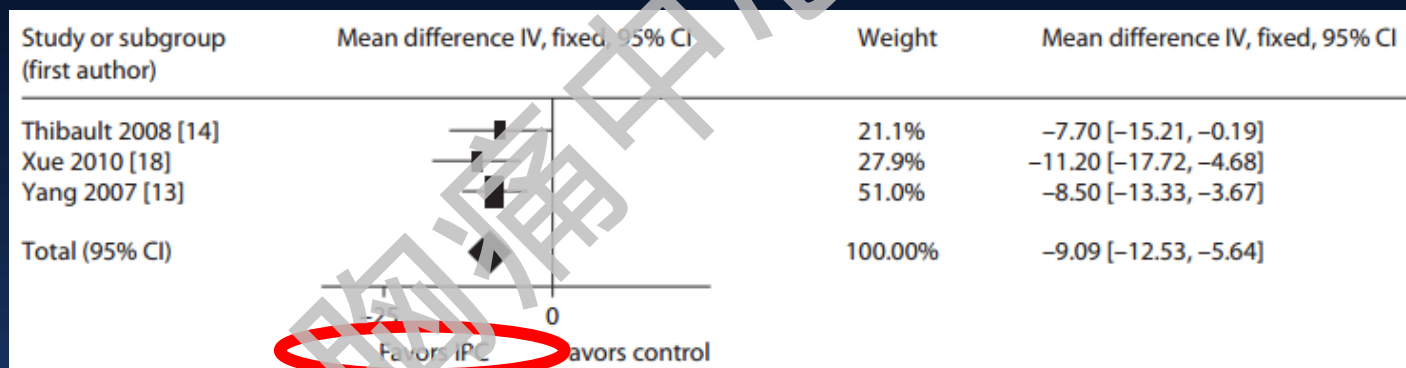 Study or subgroup Mean difference IV, fixed, 95% CI Weight Mean difference IV, fixed, 95% CI
(first author)
Thibault 2008 [14] 21.1% –7.70 [–15.21, –0.19]
Xue 2010 [18] 27.9% –11.20 [–17.72, –4.68]
Yang 2007 [13] 51.0% –8.50 [–13.33, –3.67]
Total (95% CI) 100.00% –9.09 [–12.53, –5.64]
–25 0
Favors IPC avors control
胸痛中